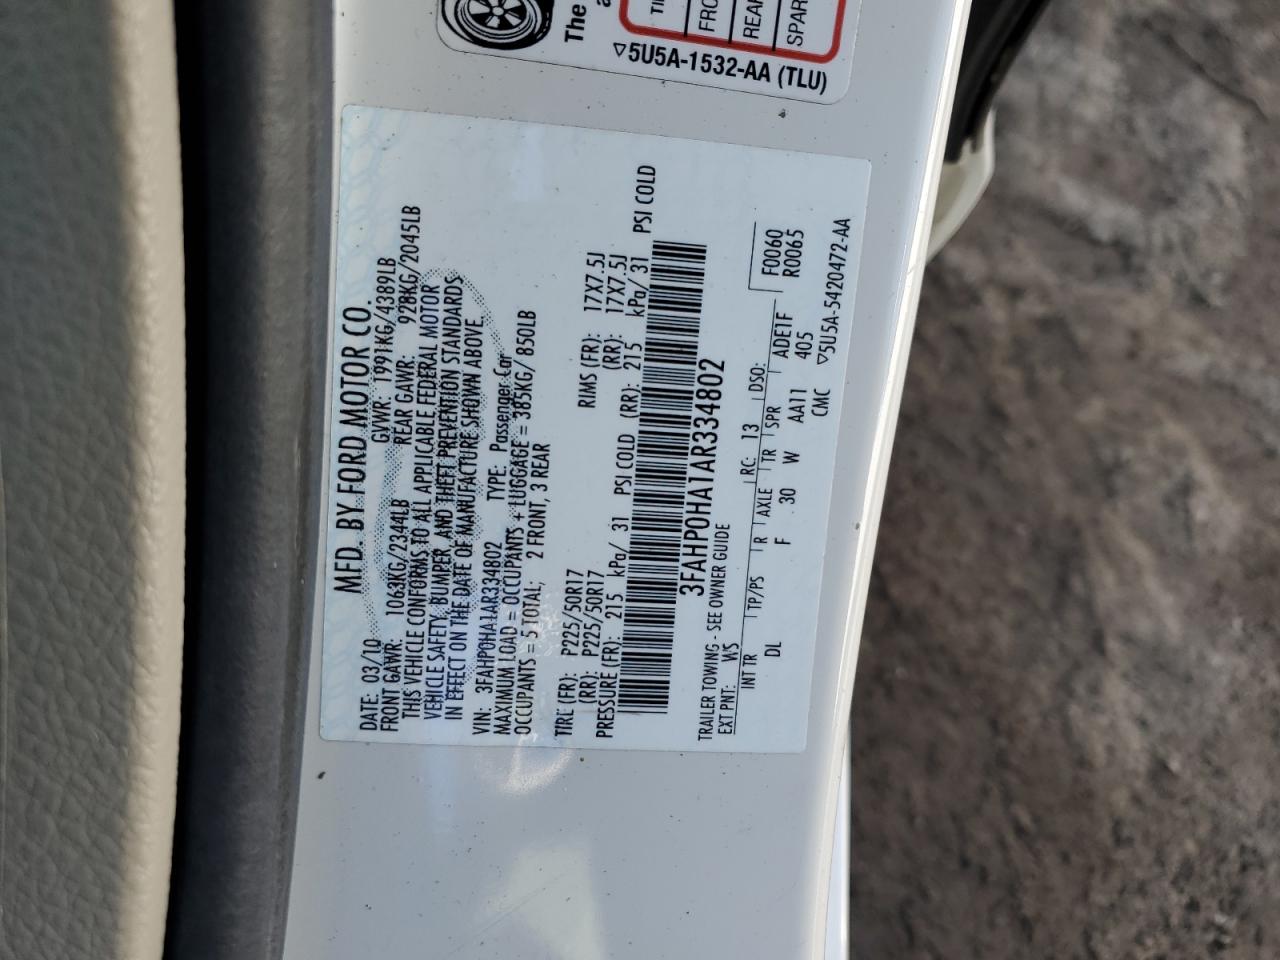 The
TI
FRO
REAR
SPAR
▽5U5A-1532-AA (TLU)
MFD. BY FORD MOTOR CO.
DATE: 03/10 GVWR: 1991KG/4389LB
FRONT GAWR: 1063KG/2344LB REAR GAWR: 928KG/2045LB
THIS VEHICLE CONFORMS TO ALL APPLICABLE FEDERAL MOTOR
VEHICLE SAFETY, BUMPER, AND THEFT PREVENTION STANDARDS
IN EFFECT ON THE DATE OF MANUFACTURE SHOWN ABOVE.
VIN: 3FAHP0HA1AR334802 TYPE: Passenger Car
MAXIMUM LOAD = OCCUPANTS + LUGGAGE = 385KG/ 850LB
OCCUPANTS = 5 TOTAL; 2 FRONT, 3 REAR
TIRE (FR): P225/50R17 RIMS (FR): 17X7.5J
(RR): P225/50R17 (RR): 17X7.5J
PRESSURE (FR): 215 kPa/ 31 PSI COLD (RR): 215 kPa/ 31 PSI COLD
3FAHP0HA1AR334802
TRAILER TOWING - SEE OWNER GUIDE
EXT PNT: WS RC: 13 DSO: F0060
R0065
INT TR TP/PS R AXLE TR SPR ADE1F
DL F 30 W AA11 405
CMC ▽5U5A-5420472-AA